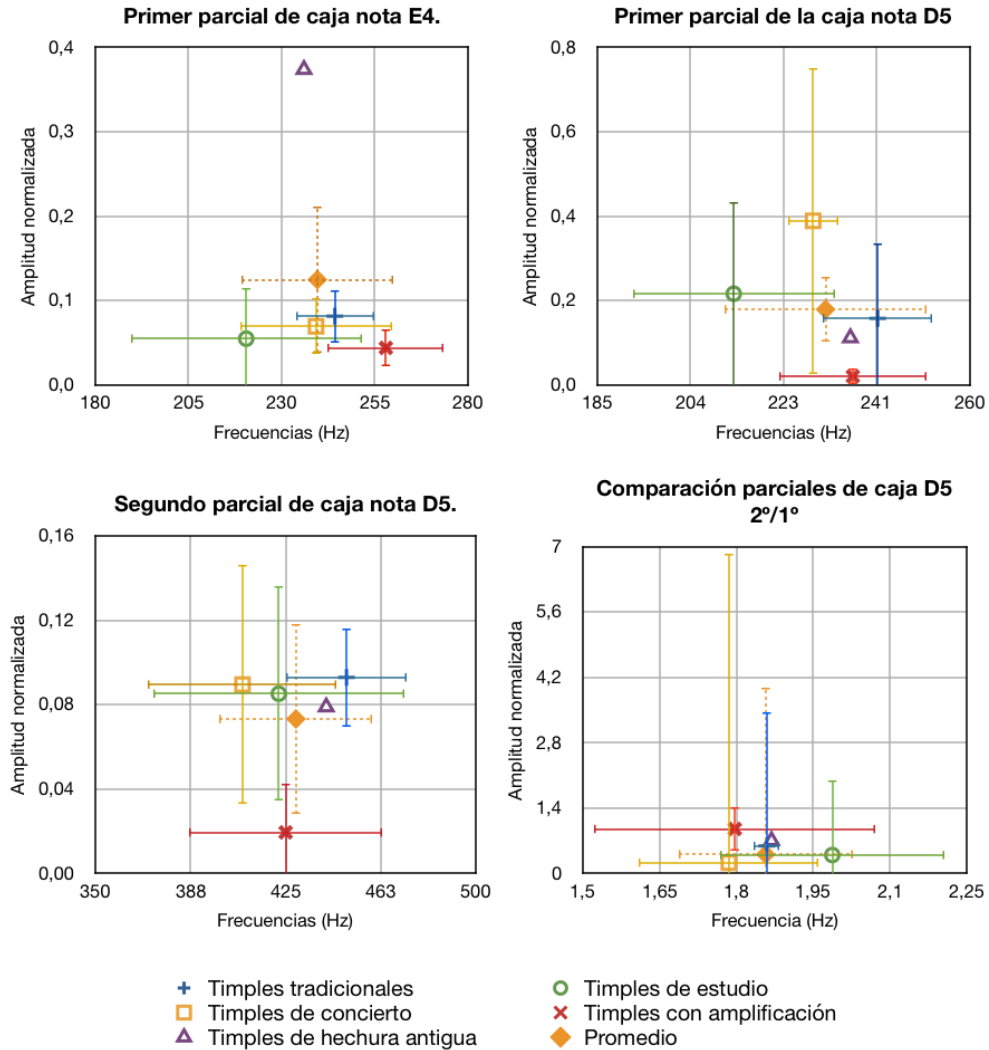 Primer parcial de caja nota E4.
Amplitud normalizada
0,4
0,3
0,2
0,1
0,0
180 205 230 255 280
Frecuencias (Hz)
Primer parcial de la caja nota D5
Amplitud normalizada
0,8
0,6
0,4
0,2
0,0
185 204 223 241 260
Frecuencias (Hz)
Segundo parcial de caja nota D5.
Amplitud normalizada
0,16
0,12
0,08
0,04
0,00
350 388 425 463 500
Frecuencias (Hz)
Comparación parciales de caja D5
2º/1º
Amplitud normalizada
7
5,6
4,2
2,8
1,4
0
1,5 1,65 1,8 1,95 2,1 2,25
Frecuencia (Hz)
Timples tradicionales
Timples de concierto
Timples de hechura antigua
Timples de estudio
Timples con amplificación
Promedio